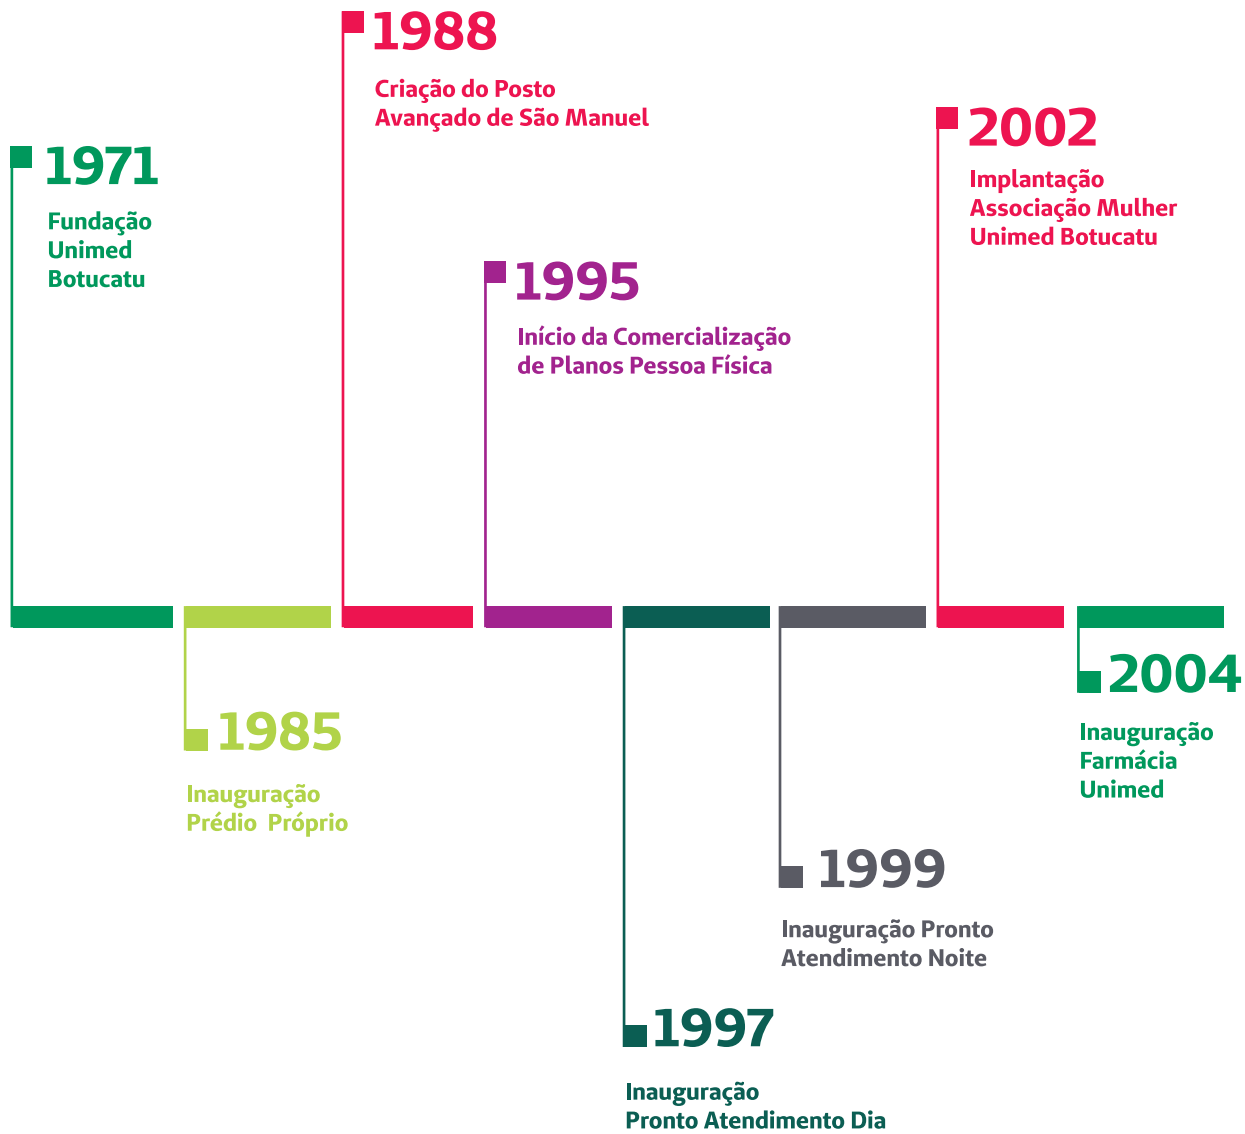 1971
Fundação
Unimed
Botucatu
1985
Inauguração
Prédio Próprio
1988
Criação do Posto
Avançado de São Manuel
1995
Início da Comercialização
de Planos Pessoa Física
1997
Inauguração
Pronto Atendimento Dia
1999
Inauguração Pronto
Atendimento Noite
2002
Implantação
Associação Mulher
Unimed Botucatu
2004
Inauguração
Farmácia
Unimed